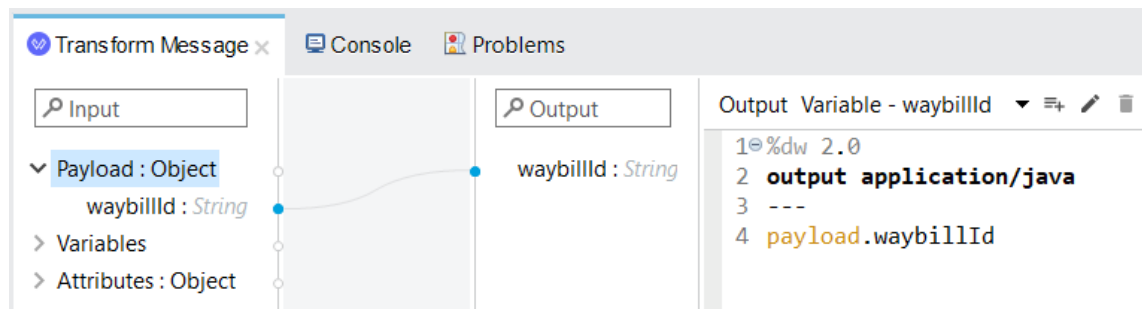 Transform Message
Console
Problems
Input
Output
Output Variable - waybillId
Payload : Object
waybillId : String
Variables
Attributes : Object
waybillId : String
1 %dw 2.0
2 output application/java
3 ---
4 payload.waybillId